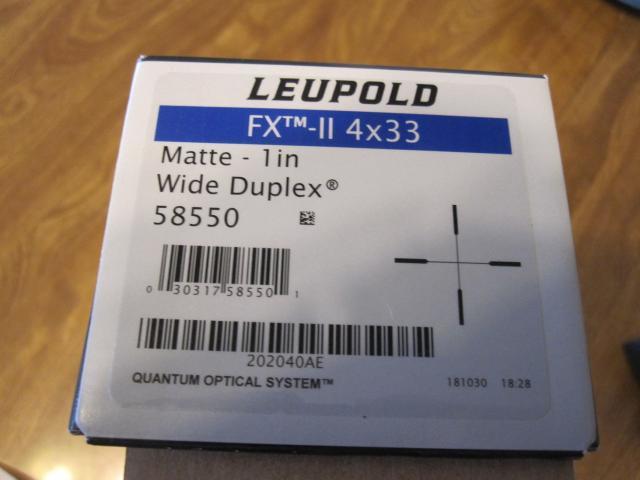 LEUPOLD
FX™-II 4x33
Matte - 1in
Wide Duplex®
58550
0 30317 58550 1
202040AE
QUANTUM OPTICAL SYSTEM™
181030 18:28